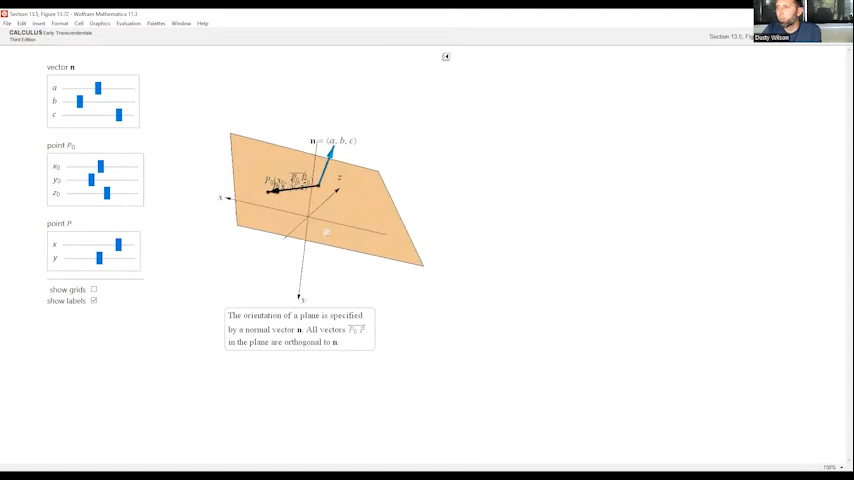 Section 13.5, Figure 13.72 - Wolfram Mathematica 11.3
File Edit Insert Format Cell Graphics Evaluation Palettes Window Help
CALCULUS Early Transcendentals
Third Edition
Section 13.5, Fig
Dusty Wilson
vector n
a
b
c
point P0
x0
y0
z0
point P
x
y
show grids
show labels
n = ⟨a, b, c⟩
z
x
y
The orientation of a plane is specified
by a normal vector n. All vectors P0 P
in the plane are orthogonal to n.
150%